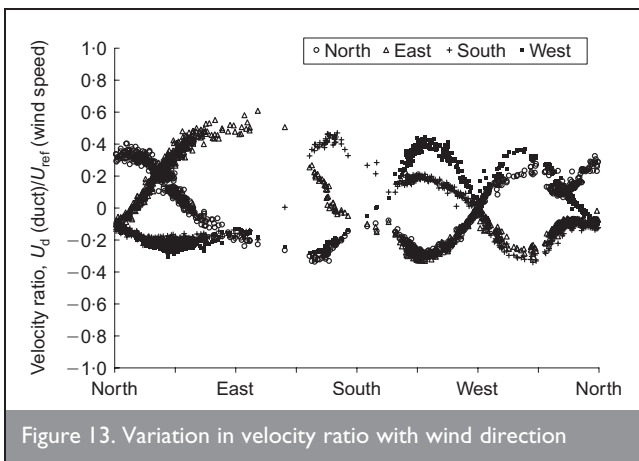 1·0
0·8
0·6
0·4
0·2
0
−0·2
−0·4
−0·6
−0·8
−1·0
Velocity ratio, U_d (duct)/U_ref (wind speed)
North East South West
North East South West North
Figure 13. Variation in velocity ratio with wind direction